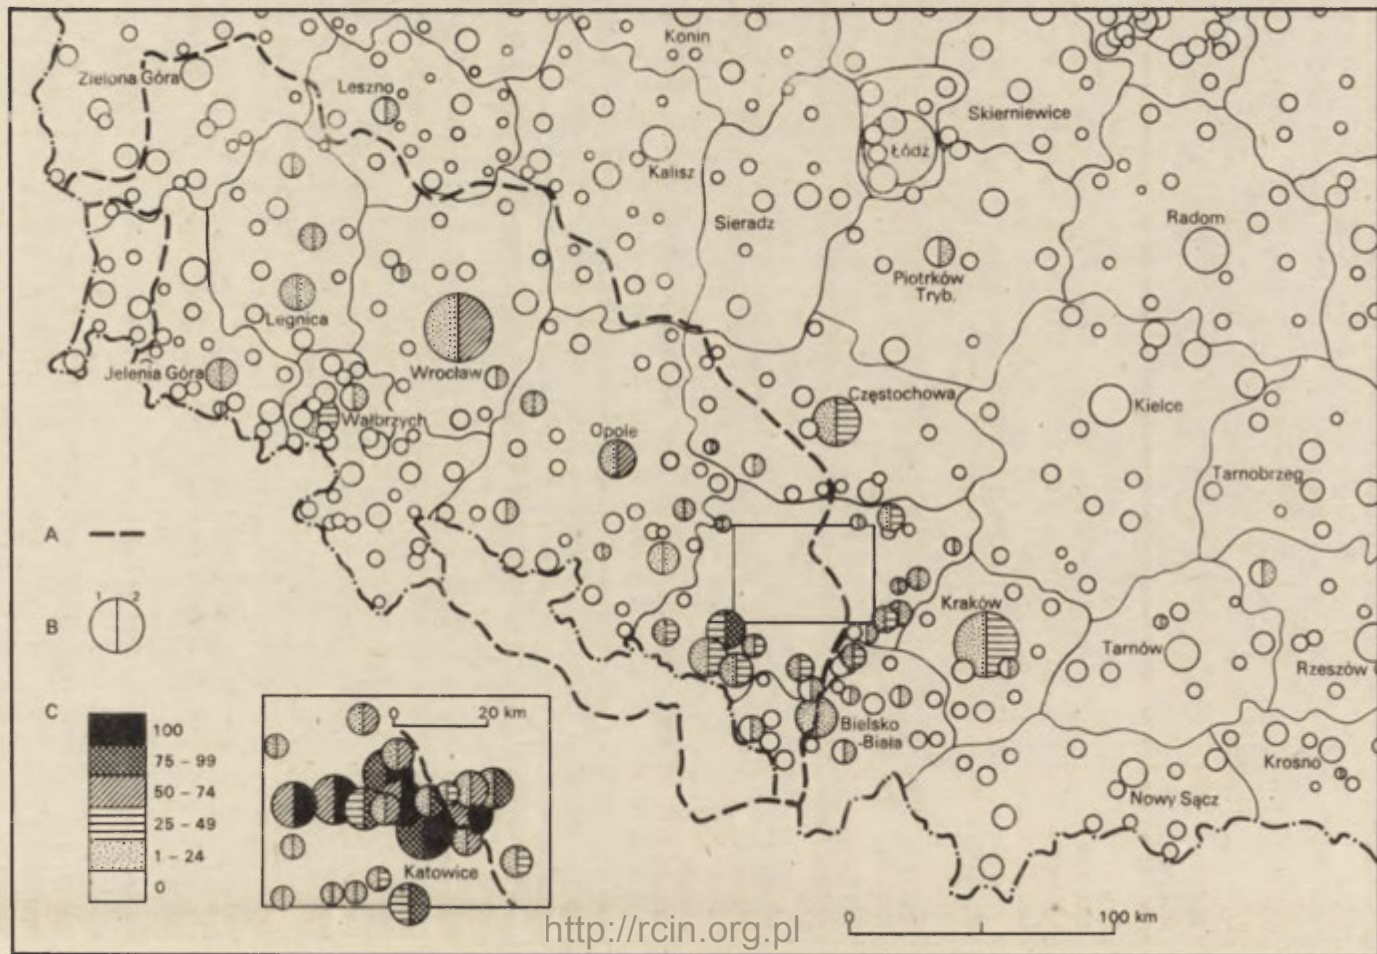 Konin
Zielona Góra
Leszno
Skierniewice
Łódź
Kalisz
Sieradz
Radom
Piotrków
Tryb.
Legnica
Wrocław
Jelenia Góra
Częstochowa
Kielce
Wałbrzych
Opole
Tarnobrzeg
A
1 2
B
Kraków
Tarnów
Rzeszów
C
0 20 km
100
75 – 99
50 – 74
25 – 49
1 – 24
0
Bielsko
-Biała
Krosno
Nowy Sącz
Katowice
0 100 km
http://rcin.org.pl